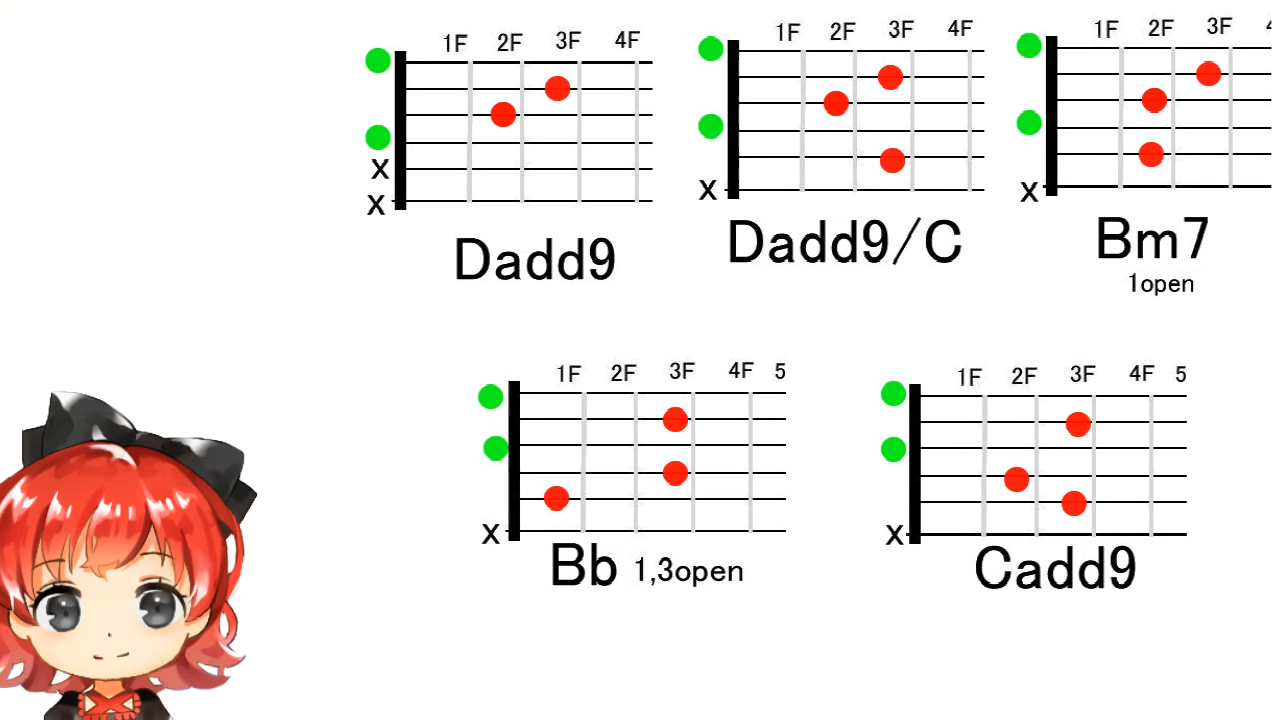 1F 2F 3F 4F
x
x
Dadd9
1F 2F 3F 4F
x
Dadd9/C
1F 2F 3F 4
x
Bm7
1open
1F 2F 3F 4F 5
x
Bb 1,3open
1F 2F 3F 4F 5
x
Cadd9